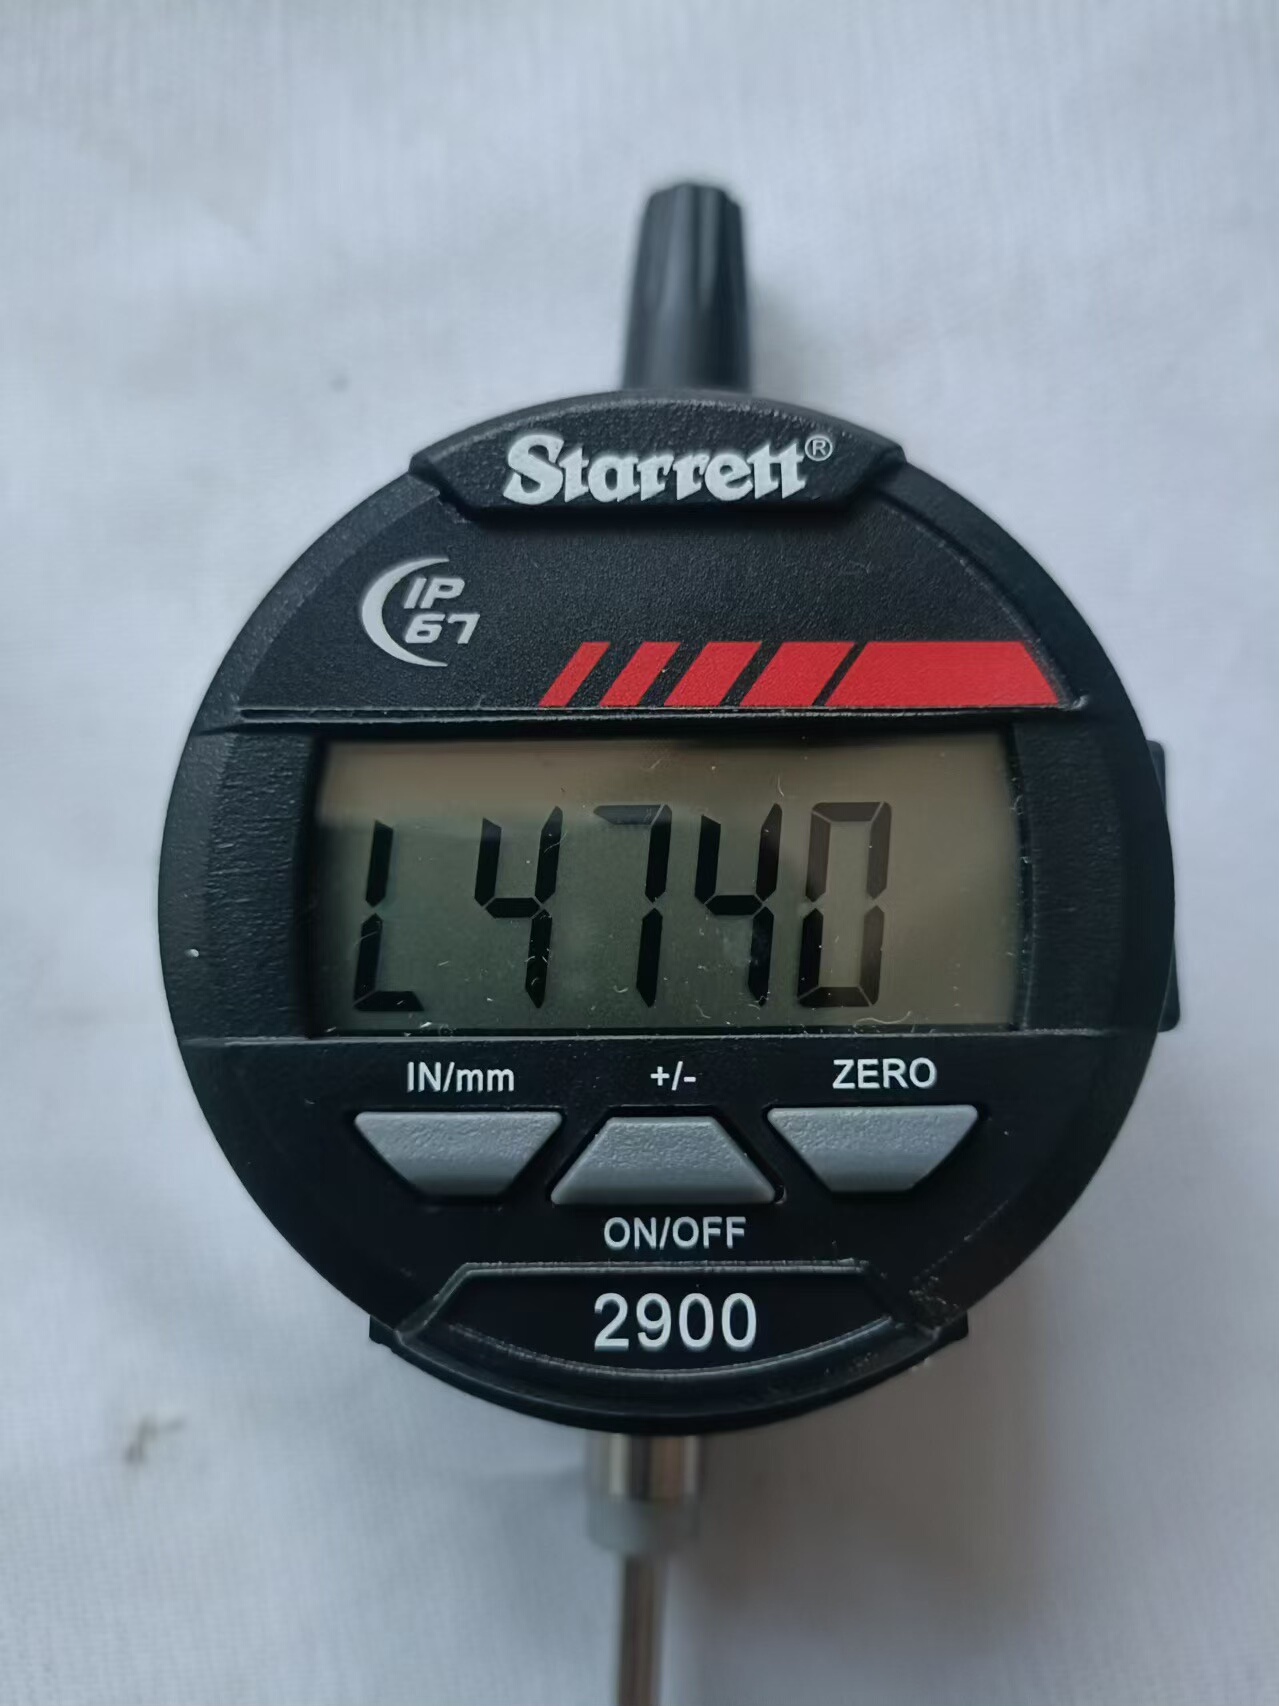 Starrett®
IP
67
L4740
IN/mm
+/-
ZERO
ON/OFF
2900